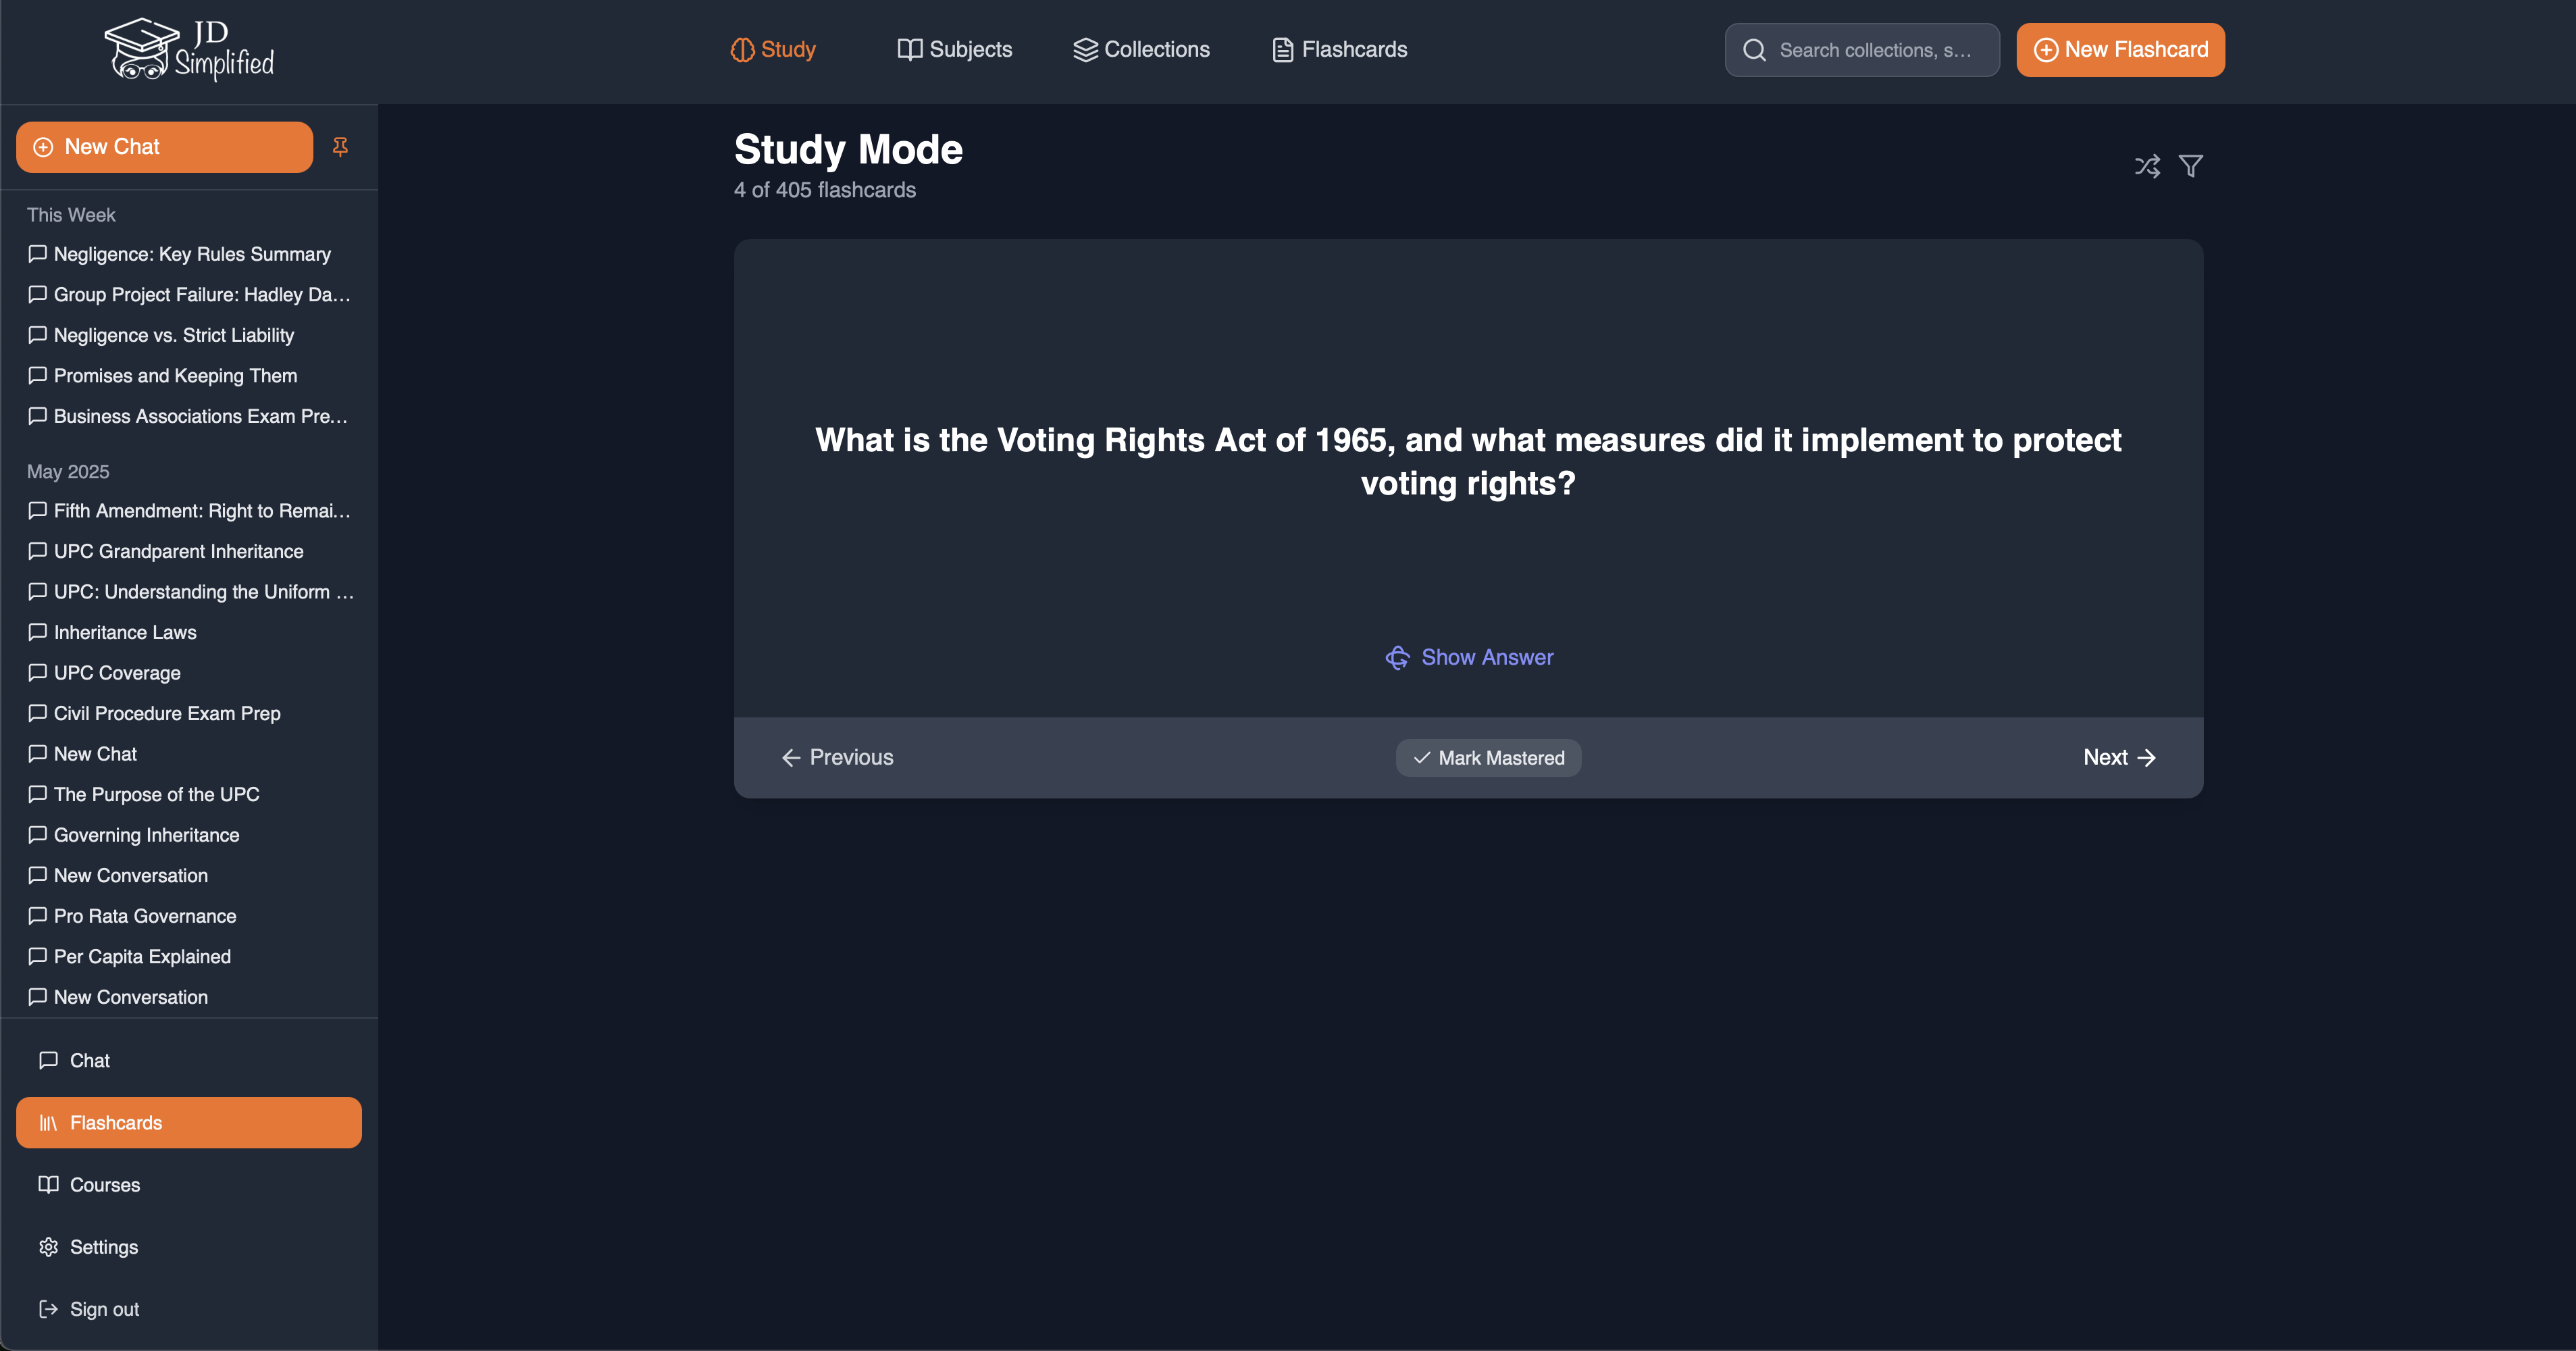 JD
Simplified
Study
Subjects
Collections
Flashcards
Search collections, s...
New Flashcard
New Chat
This Week
Negligence: Key Rules Summary
Group Project Failure: Hadley Da...
Negligence vs. Strict Liability
Promises and Keeping Them
Business Associations Exam Pre...
May 2025
Fifth Amendment: Right to Remai...
UPC Grandparent Inheritance
UPC: Understanding the Uniform ...
Inheritance Laws
UPC Coverage
Civil Procedure Exam Prep
New Chat
The Purpose of the UPC
Governing Inheritance
New Conversation
Pro Rata Governance
Per Capita Explained
New Conversation
Chat
Flashcards
Courses
Settings
Sign out
Study Mode
4 of 405 flashcards
What is the Voting Rights Act of 1965, and what measures did it implement to protect
voting rights?
Show Answer
Previous
Mark Mastered
Next